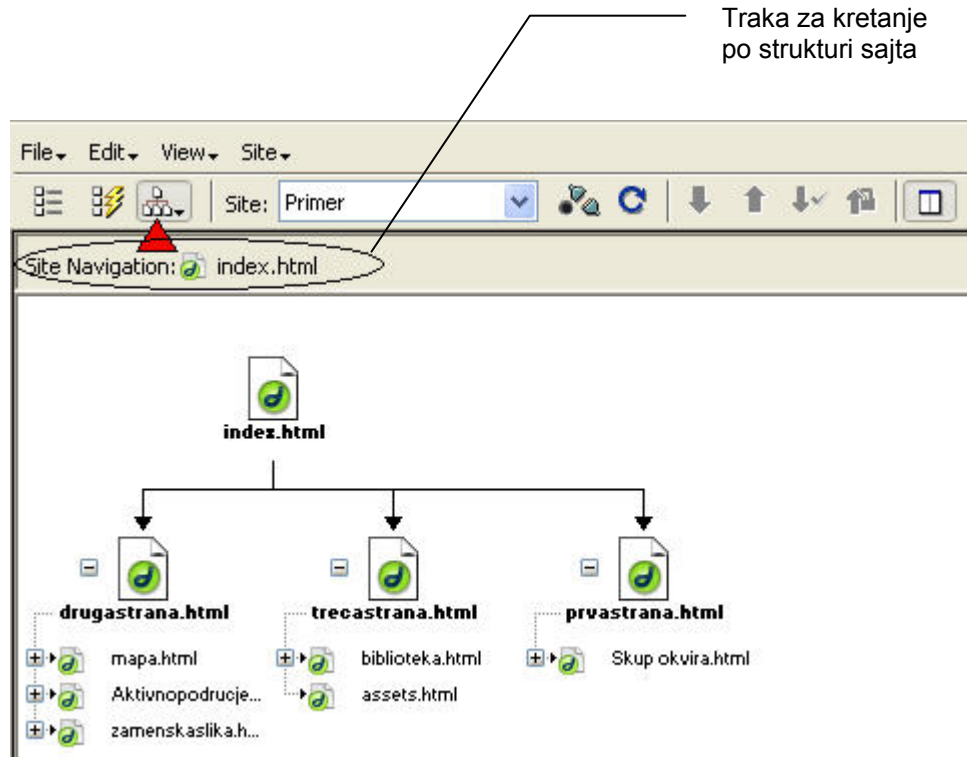 Traka za kretanje
po strukturi sajta
File Edit View Site
Site: Primer
Site Navigation: index.html
index.html
drugastrana.html trecastrana.html prvastrana.html
mapa.html biblioteka.html Skup okvira.html
Aktivnopodrucje... assets.html
zamenskaslika.h...